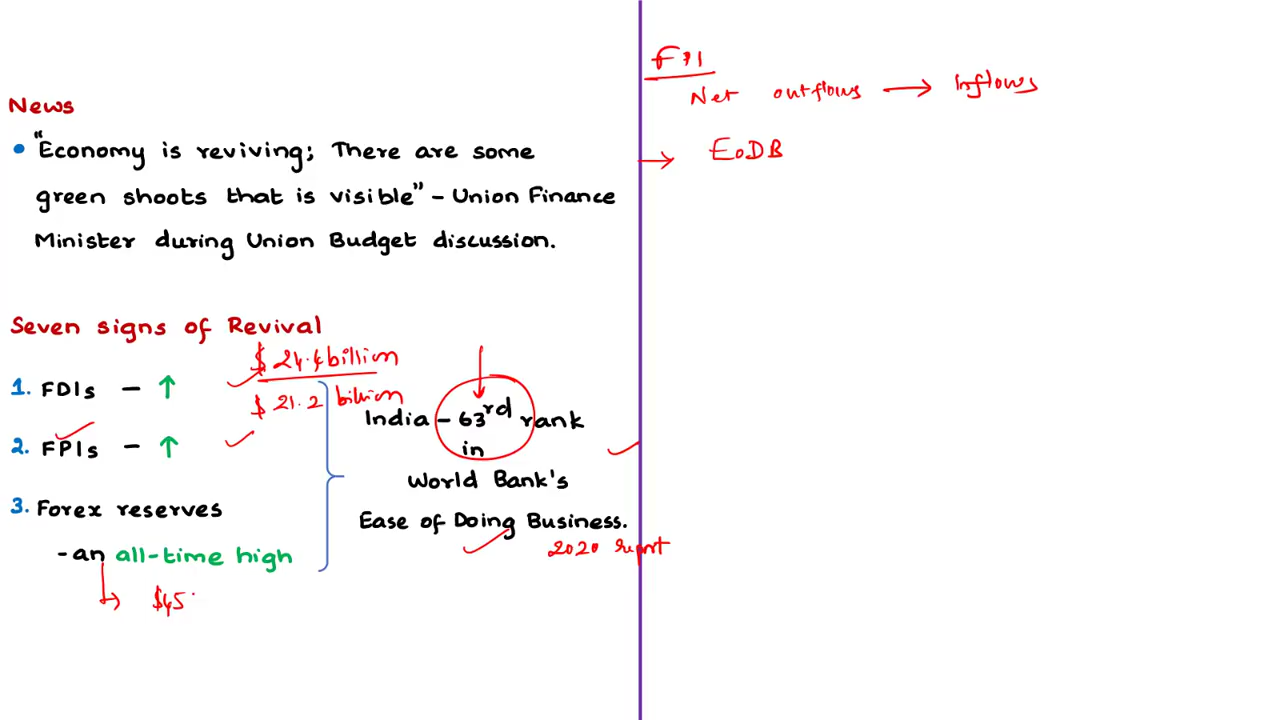 News
• "Economy is reviving; There are some
green shoots that is visible" – Union Finance
Minister during Union Budget discussion.
Seven signs of Revival
$ 24.4 billion
1. FDIs – ↑
$ 21.2 billion
2. FPIs – ↑
3. Forex reserves
- an all-time high
$45
India – 63rd rank
in
World Bank's
Ease of Doing Business.
2020 report
FPI
Net outflows → Inflows
→ EoDB